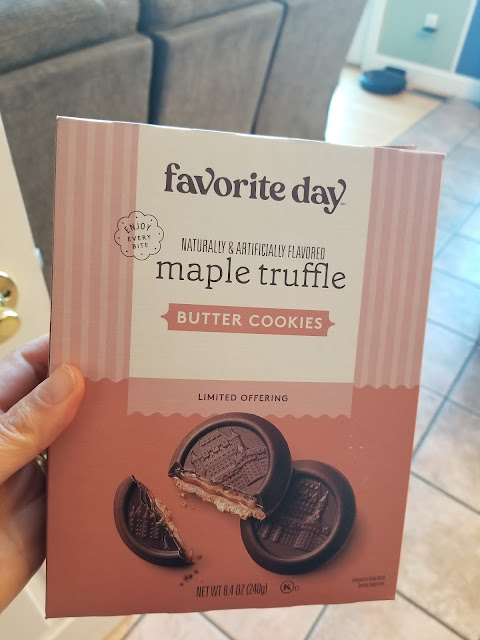 favorite day
ENJOY
EVERY
BITE
NATURALLY & ARTIFICIALLY FLAVORED
maple truffle
BUTTER COOKIES
LIMITED OFFERING
NET WT 8.4 OZ (240g)
K D